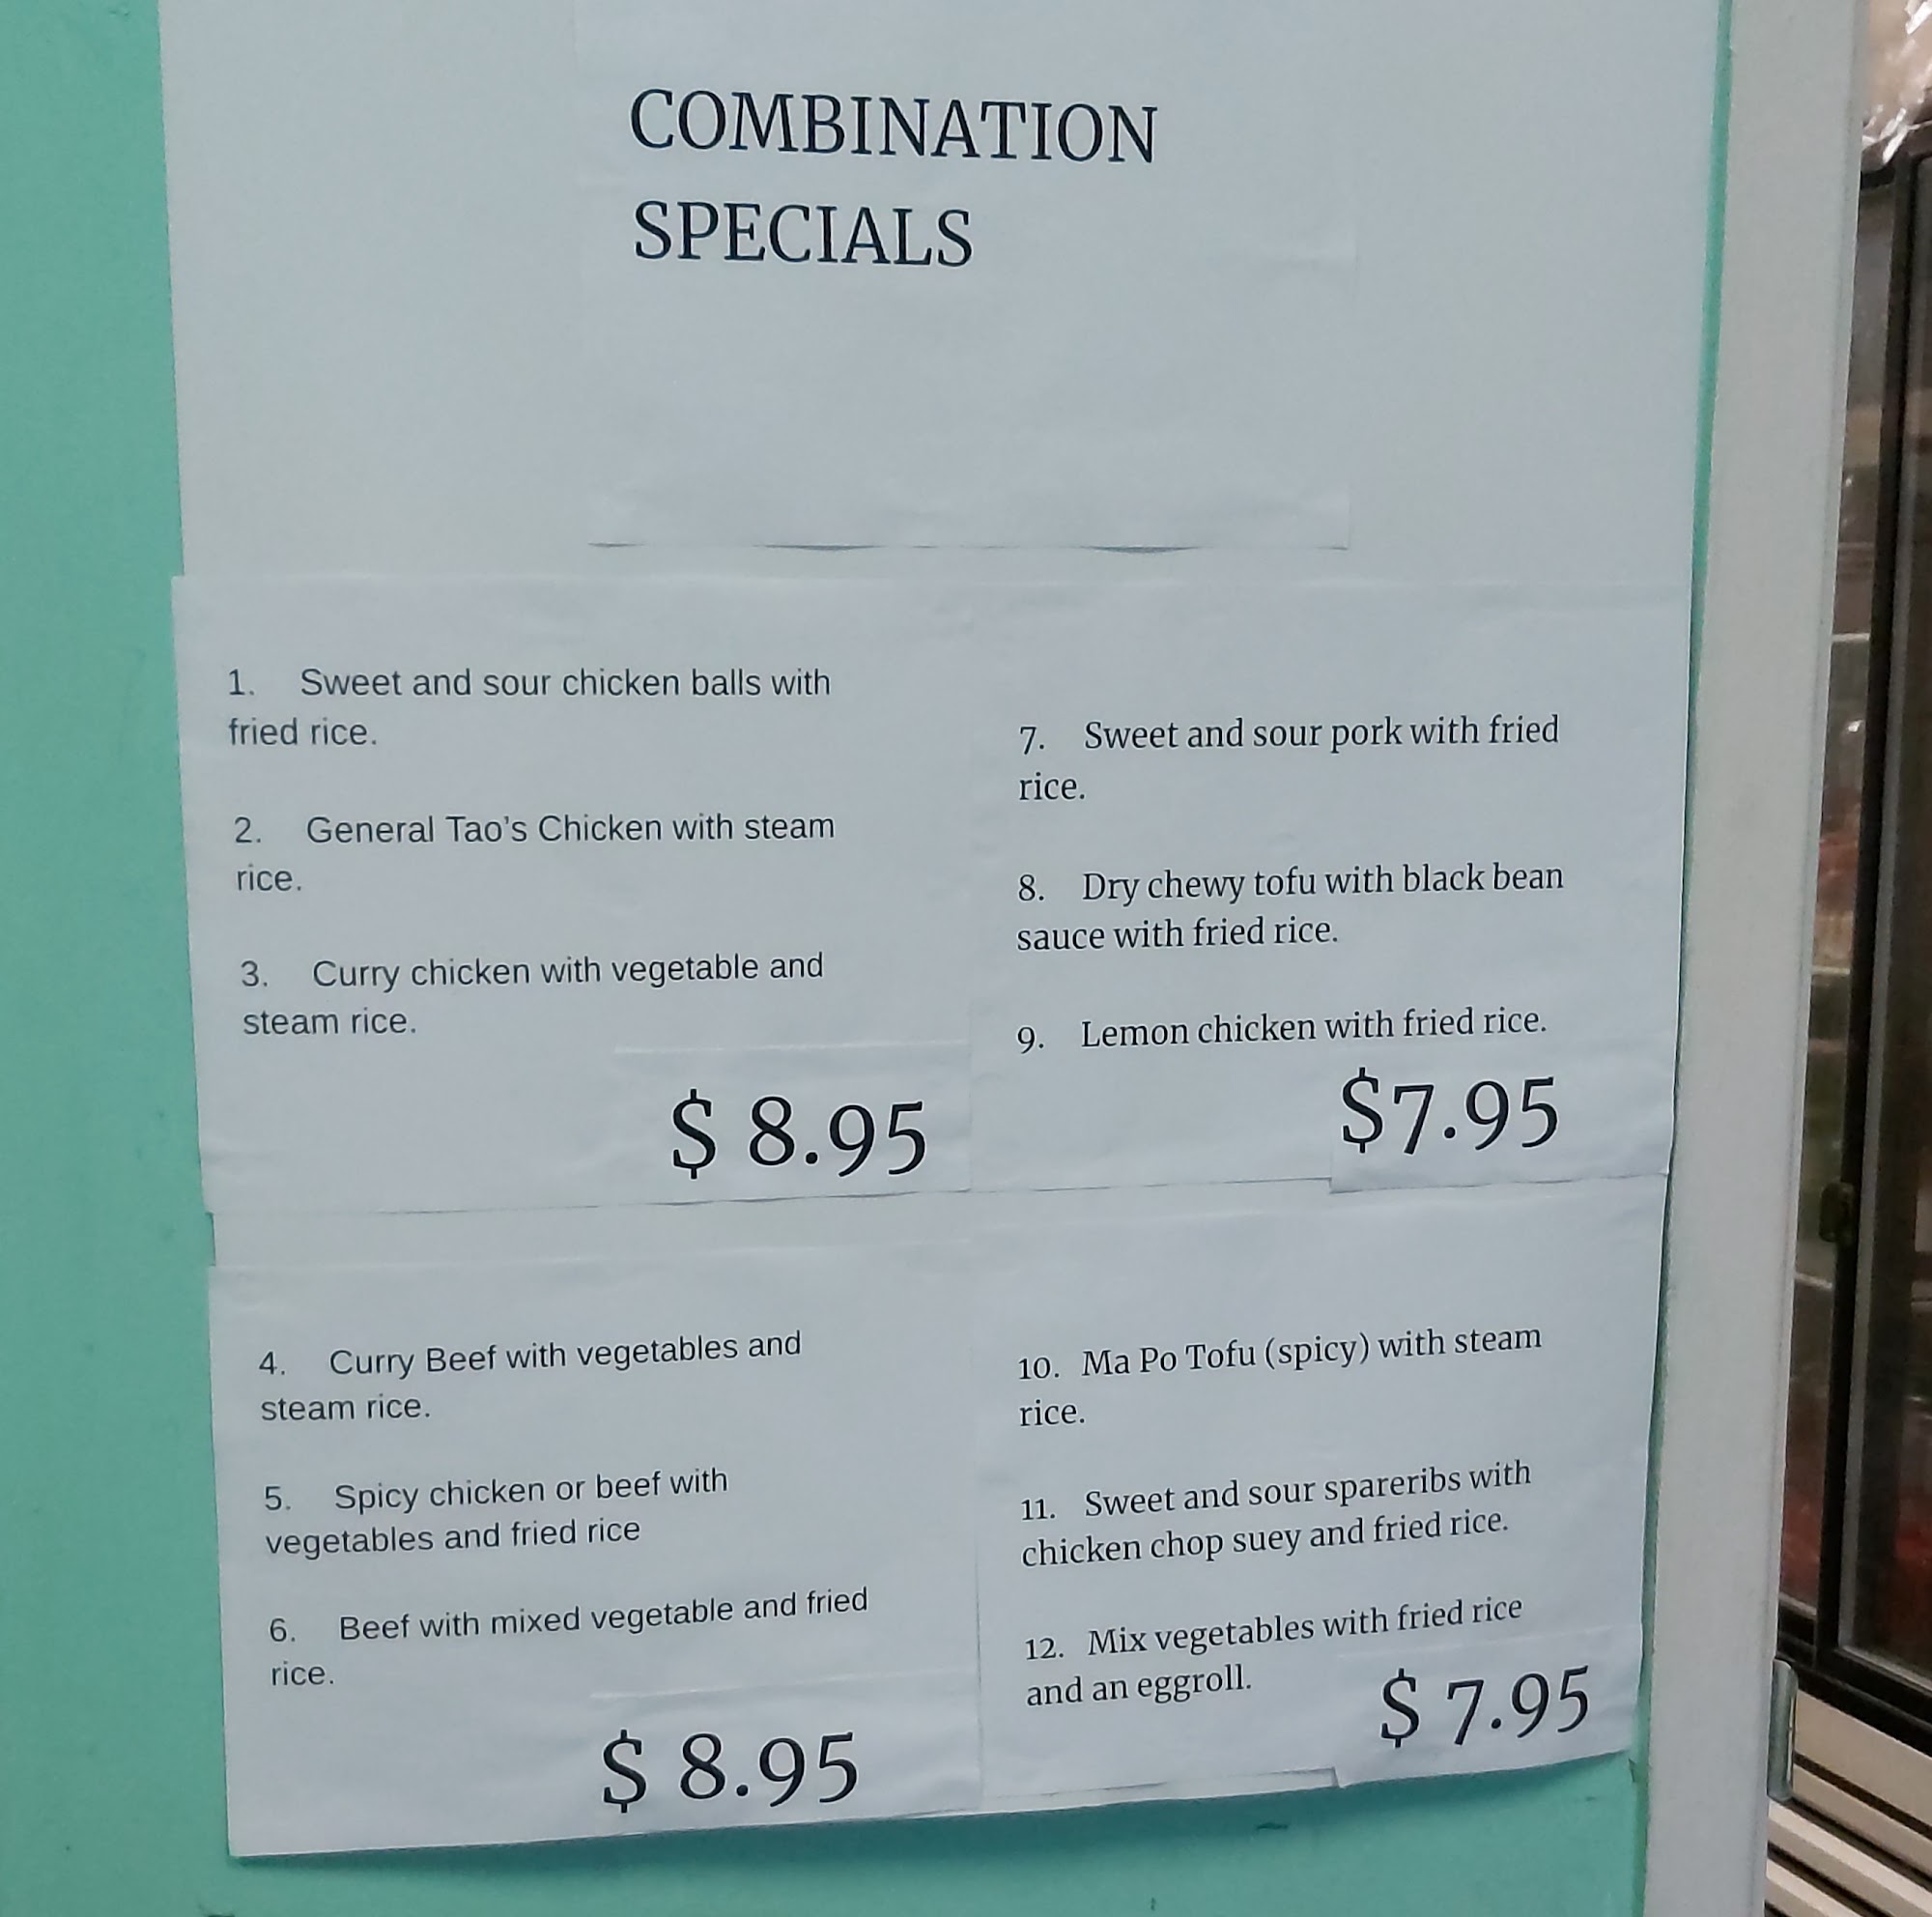 COMBINATION
SPECIALS
1. Sweet and sour chicken balls with
fried rice.
2. General Tao's Chicken with steam
rice.
3. Curry chicken with vegetable and
steam rice.
$ 8.95
7. Sweet and sour pork with fried
rice.
8. Dry chewy tofu with black bean
sauce with fried rice.
9. Lemon chicken with fried rice.
$7.95
4. Curry Beef with vegetables and
steam rice.
5. Spicy chicken or beef with
vegetables and fried rice
6. Beef with mixed vegetable and fried
rice.
$ 8.95
10. Ma Po Tofu (spicy) with steam
rice.
11. Sweet and sour spareribs with
chicken chop suey and fried rice.
12. Mix vegetables with fried rice
and an eggroll.
$ 7.95